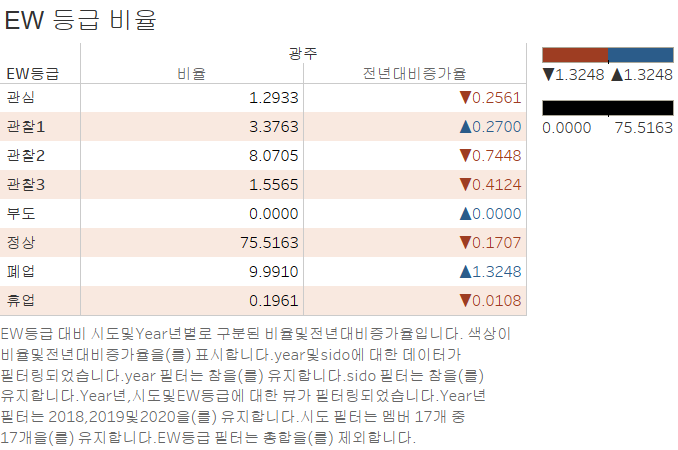 EW 등급 비율
광주
EW등급 비율 전년대비증가율
관심 1.2933 ▼0.2561
관찰1 3.3763 ▲0.2700
관찰2 8.0705 ▼0.7448
관찰3 1.5565 ▼0.4124
부도 0.0000 ▲0.0000
정상 75.5163 ▼0.1707
폐업 9.9910 ▲1.3248
휴업 0.1961 ▼0.0108
▼1.3248 ▲1.3248
0.0000 75.5163
EW등급 대비 시도및Year년별로 구분된 비율및전년대비증가율입니다. 색상이
비율및전년대비증가율을(를) 표시합니다.year및sido에 대한 데이터가
필터링되었습니다.year 필터는 참을(를) 유지합니다.sido 필터는 참을(를)
유지합니다.Year년,시도및EW등급에 대한 뷰가 필터링되었습니다.Year년
필터는 2018,2019및2020을(를) 유지합니다.시도 필터는 멤버 17개 중
17개을(를) 유지합니다.EW등급 필터는 총합을(를) 제외합니다.